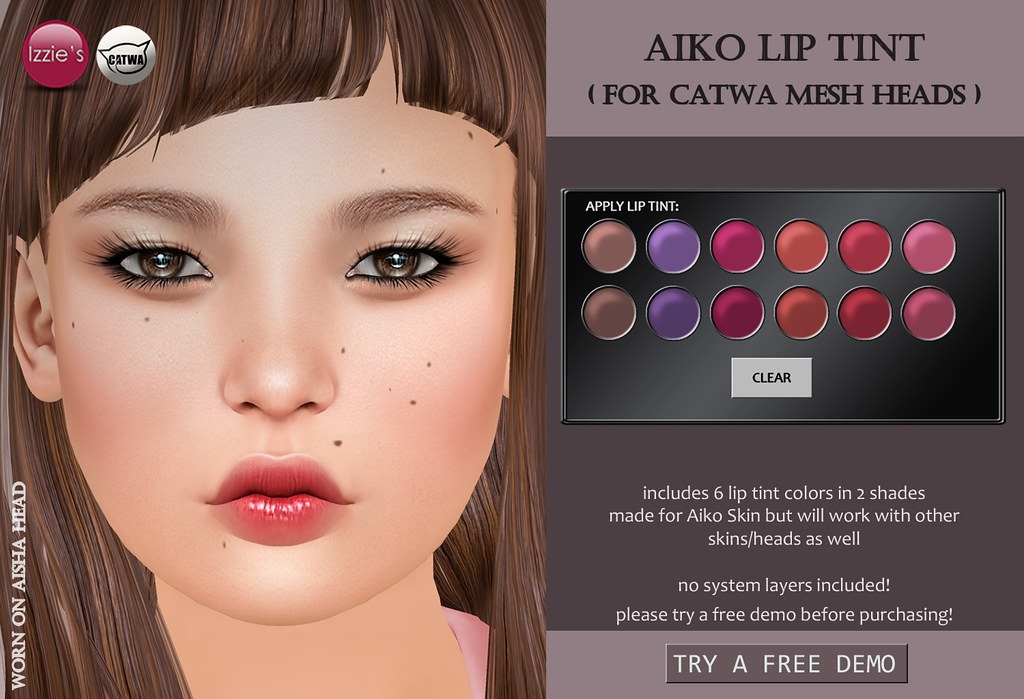 Izzie's
CATWA
AIKO LIP TINT
( FOR CATWA MESH HEADS )
APPLY LIP TINT:
CLEAR
includes 6 lip tint colors in 2 shades
made for Aiko Skin but will work with other
skins/heads as well
no system layers included!
please try a free demo before purchasing!
TRY A FREE DEMO
WORN ON AISHA HEAD